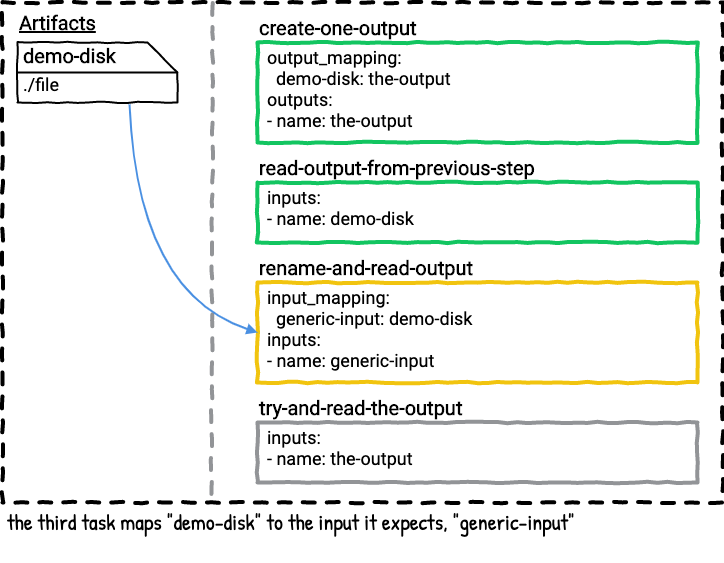 Artifacts
demo-disk
./file
create-one-output
output_mapping:
demo-disk: the-output
outputs:
- name: the-output
read-output-from-previous-step
inputs:
- name: demo-disk
rename-and-read-output
input_mapping:
generic-input: demo-disk
inputs:
- name: generic-input
try-and-read-the-output
inputs:
- name: the-output
the third task maps "demo-disk" to the input it expects, "generic-input"